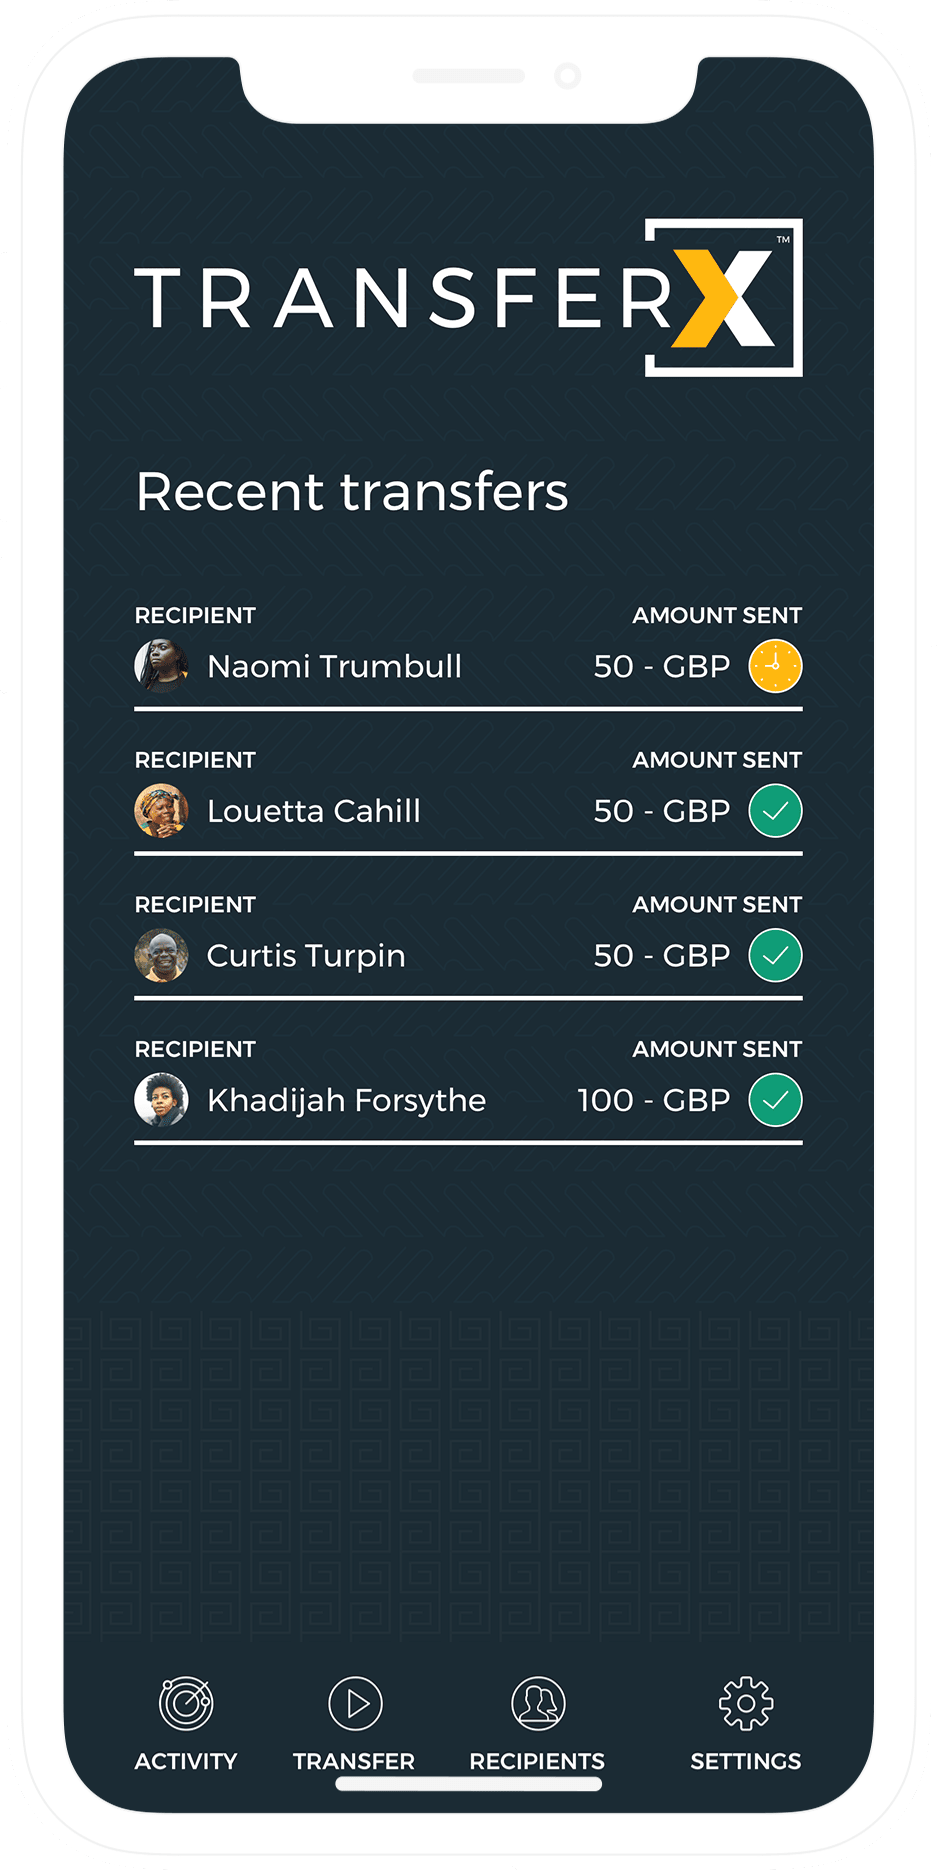 TRANSFERX™
Recent transfers
RECIPIENT AMOUNT SENT
Naomi Trumbull 50 - GBP
RECIPIENT AMOUNT SENT
Louetta Cahill 50 - GBP
RECIPIENT AMOUNT SENT
Curtis Turpin 50 - GBP
RECIPIENT AMOUNT SENT
Khadijah Forsythe 100 - GBP
ACTIVITY TRANSFER RECIPIENTS SETTINGS